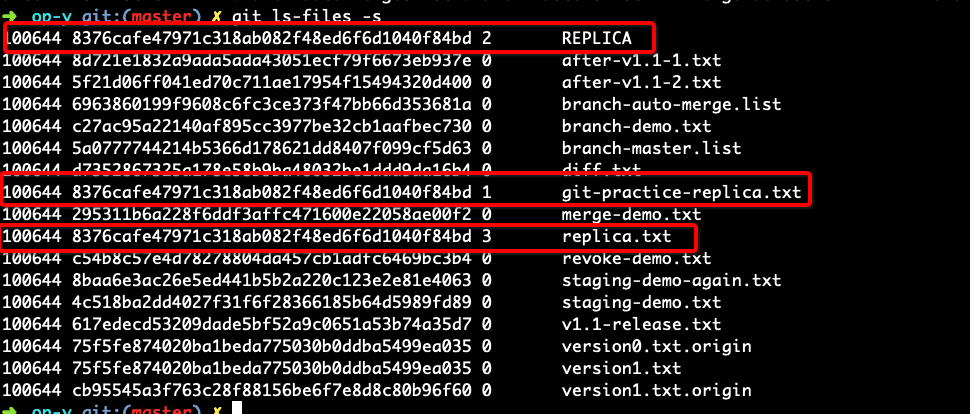 ➜ op-y git:(master) ✗ git ls-files -s
100644 8376cafe47971c318ab082f48ed6f6d1040f84bd 2 REPLICA
100644 8d721e1832a9ada5ada43051ecf79f6673eb937e 0 after-v1.1-1.txt
100644 5f21d06ff041ed70c711ae17954f15494320d400 0 after-v1.1-2.txt
100644 6963860199f9608c6fc3ce373f47bb66d353681a 0 branch-auto-merge.list
100644 c27ac95a22140af895cc3977be32cb1aafbec730 0 branch-demo.txt
100644 5a0777744214b5366d178621dd8407f099cf5d63 0 branch-master.list
100644 d7352867325a178e58b9ba48032be1ddd9da16b4 0 diff.txt
100644 8376cafe47971c318ab082f48ed6f6d1040f84bd 1 git-practice-replica.txt
100644 295311b6a228f6ddf3affc471600e22058ae00f2 0 merge-demo.txt
100644 8376cafe47971c318ab082f48ed6f6d1040f84bd 3 replica.txt
100644 c54b8c57e4d78278804dd457cb1adfc6469bc3b4 0 revoke-demo.txt
100644 8baa6e3ac26e5ed441b5b2a220c123e2e81e4063 0 staging-demo-again.txt
100644 4c518ba2dd4027f31f6f28366185b64d5989fd89 0 staging-demo.txt
100644 617edecd53209dade5bf52a9c0651a53b74a35d7 0 v1.1-release.txt
100644 75f5fe874020ba1beda775030b0ddba5499ea035 0 version0.txt.origin
100644 75f5fe874020ba1beda775030b0ddba5499ea035 0 version1.txt
100644 cb95545a3f763c28f88156be6f7e8d8c80b96f60 0 version1.txt.origin
➜ op-y git:(master) ✗